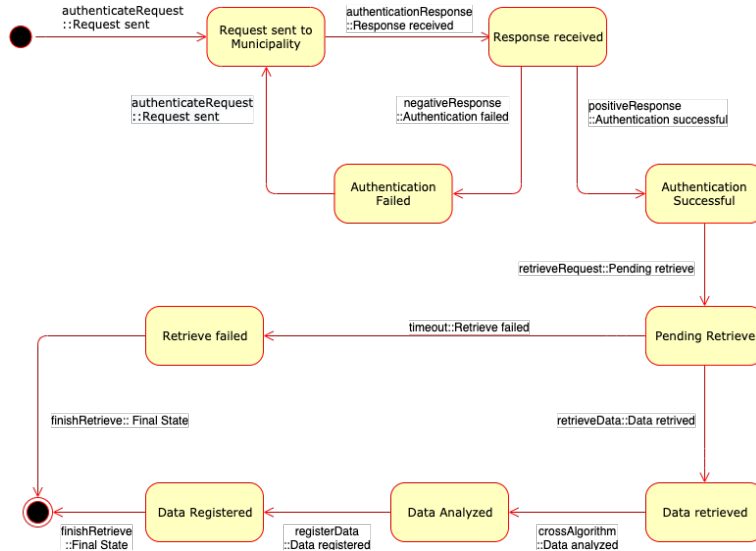 authenticateRequest
::Request sent
Request sent to
Municipality
authenticationResponse
::Response received
Response received
authenticateRequest
::Request sent
negativeResponse
::Authentication failed
positiveResponse
::Authentication successful
Authentication
Failed
Authentication
Successful
retrieveRequest::Pending retrieve
Retrieve failed
timeout::Retrieve failed
Pending Retrieve
finishRetrieve:: Final State
retrieveData::Data retrived
Data Registered
Data Analyzed
Data retrieved
finishRetrieve
::Final State
registerData
::Data registered
crossAlgorithm
::Data analyzed